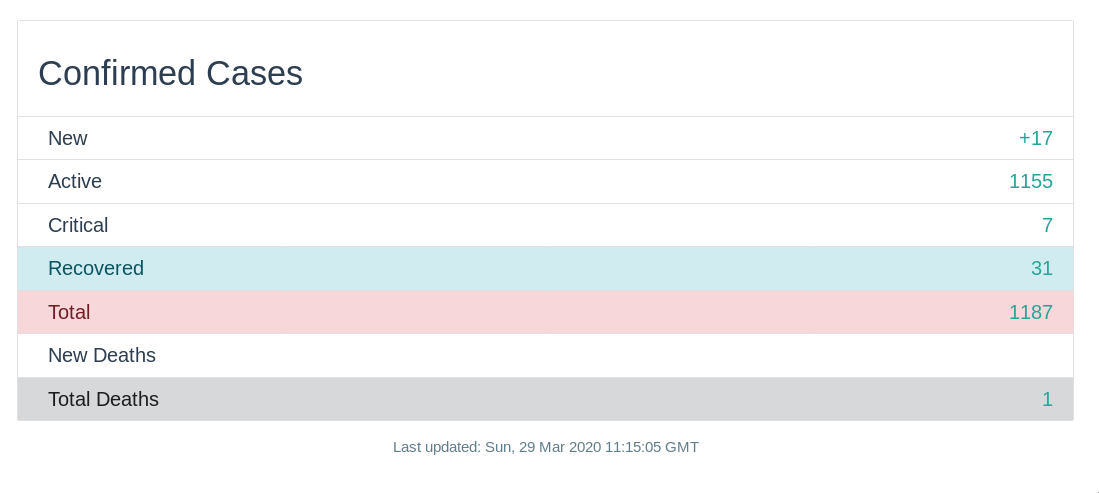 Confirmed Cases
New +17
Active 1155
Critical 7
Recovered 31
Total 1187
New Deaths
Total Deaths 1
Last updated: Sun, 29 Mar 2020 11:15:05 GMT